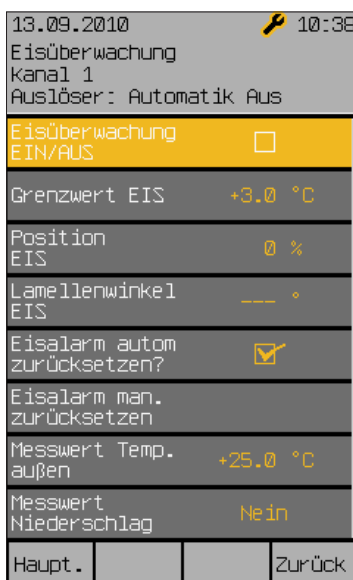 13.09.2010 10:38
Eisüberwachung
Kanal 1
Auslöser: Automatik Aus
Eisüberwachung
EIN/AUS
Grenzwert EIS +3.0 °C
Position
EIS 0 %
Lamellenwinkel
EIS ___ °
Eisalarm autom
zurücksetzen?
Eisalarm man.
zurücksetzen
Messwert Temp.
außen +25.0 °C
Messwert
Niederschlag Nein
Haupt. Zurück